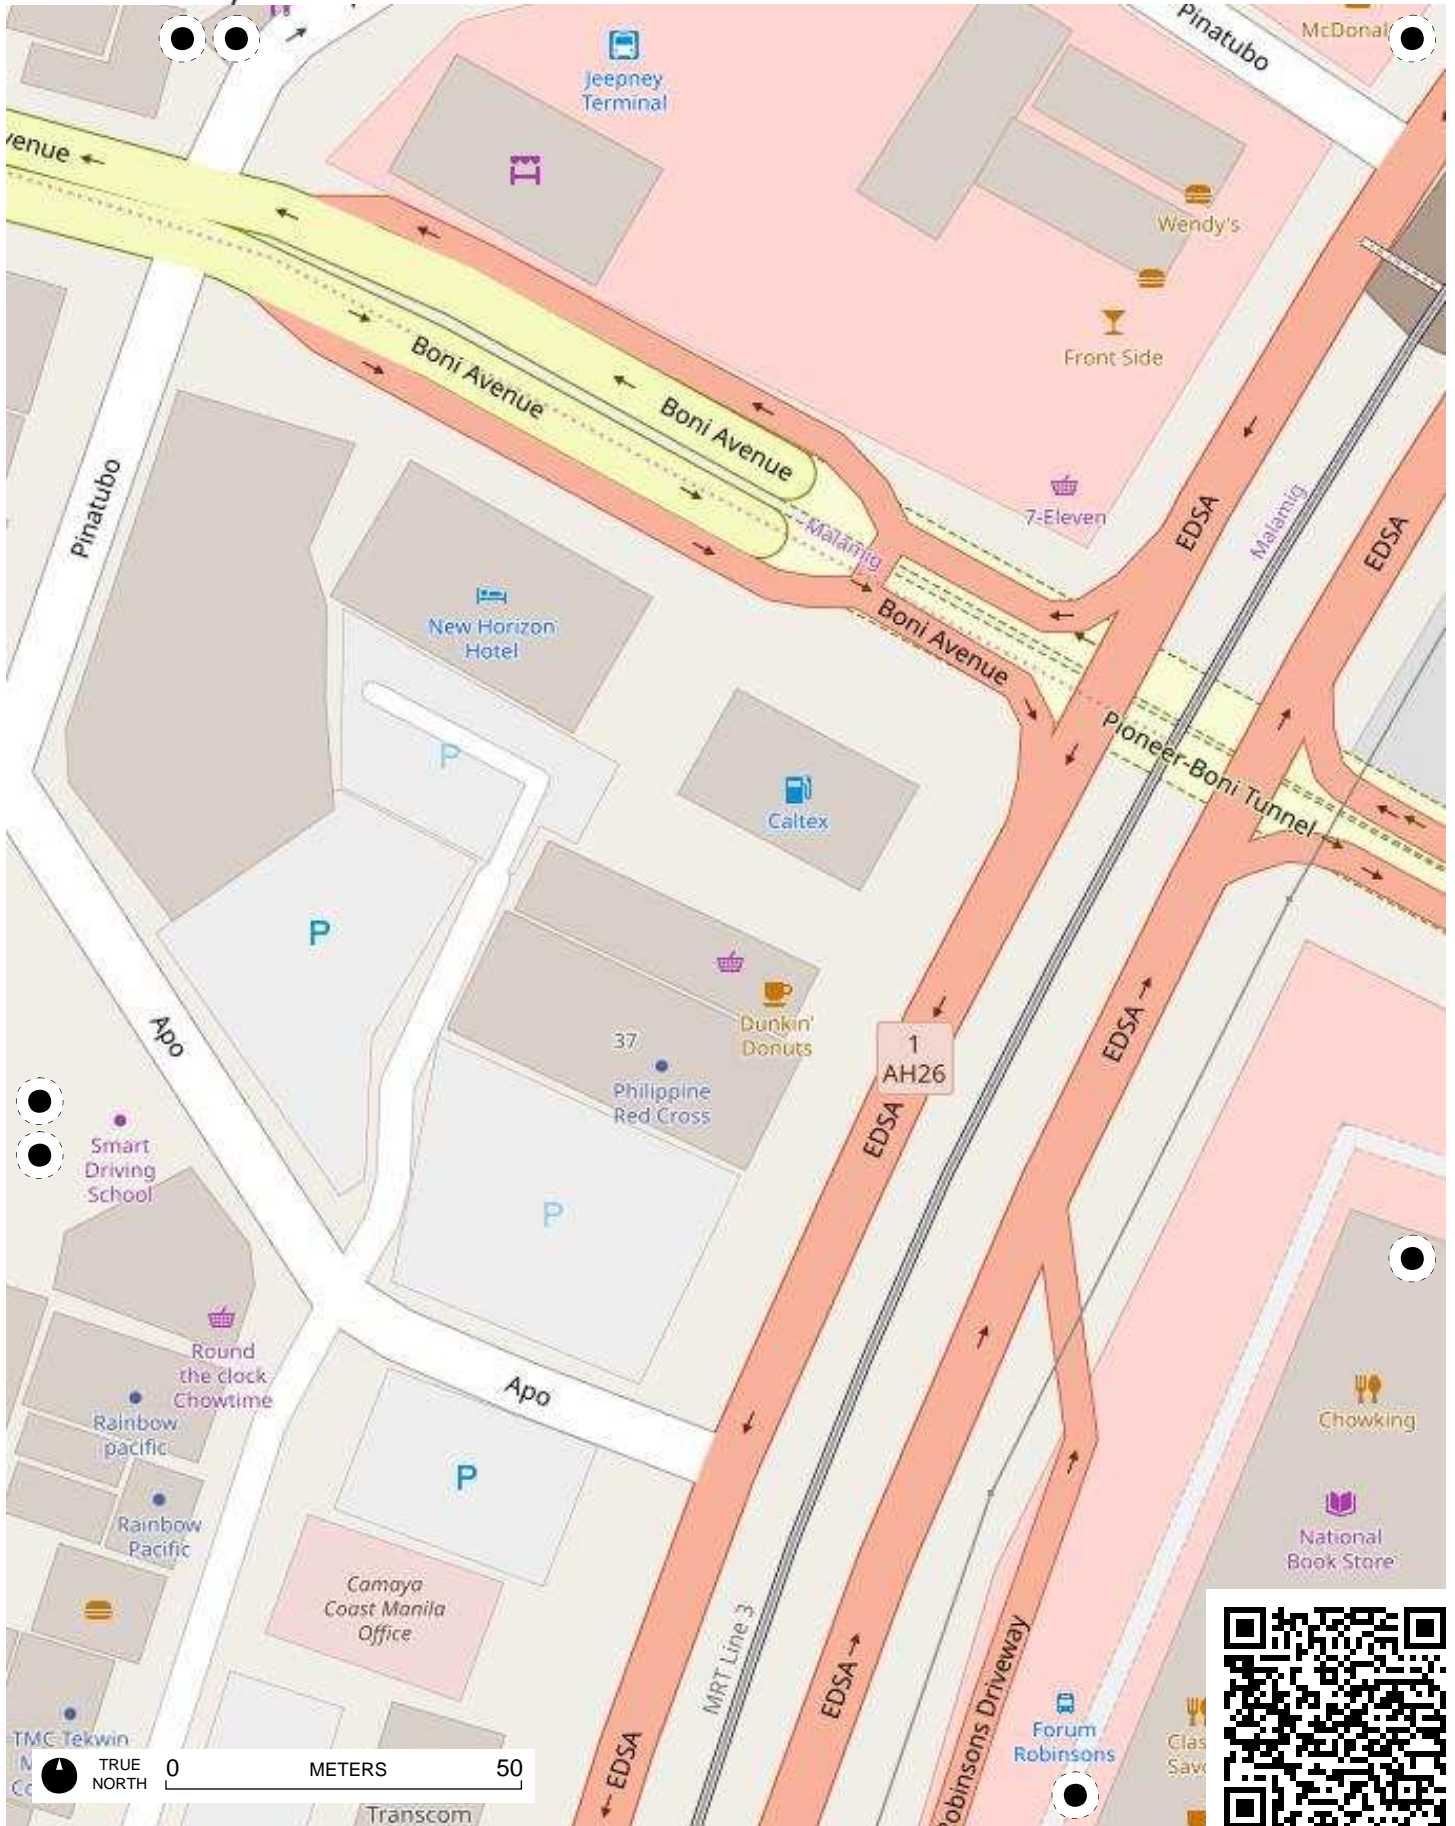 Pinatubo
McDonal
Jeepney
Terminal
venue
Wendy's
Front Side
Boni Avenue
Boni Avenue
Pinatubo
7-Eleven
EDSA
Malamig
EDSA
Malamig
New Horizon
Hotel
Boni Avenue
P
Pioneer-Boni Tunnel
Caltex
P
Dunkin'
Donuts
37
Philippine
Red Cross
Apo
1
AH26
EDSA
EDSA
Smart
Driving
School
P
Round
the clock
Chowtime
Apo
Rainbow
pacific
Chowking
P
Rainbow
Pacific
National
Book Store
Camaya
Coast Manila
Office
MRT Line 3
EDSA
Robinsons Driveway
Forum
Robinsons
TMC Tekwin
M
Co
Clas
Savo
EDSA
TRUE
NORTH
0
METERS
50
Transcom